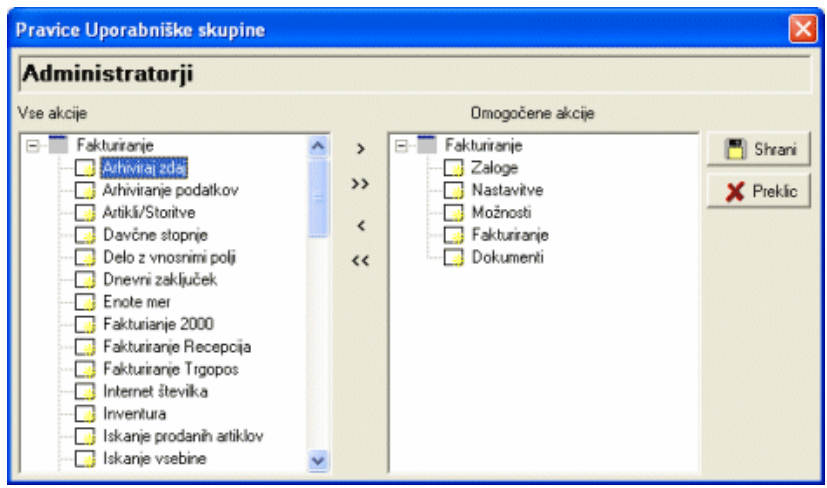 Pravice Uporabniške skupine
Administratorji
Vse akcije
Omogočene akcije
Fakturiranje
Arhiviraj zdaj
Arhiviranje podatkov
Artikli/Storitve
Davčne stopnje
Delo z vnosnimi polji
Dnevni zaključek
Enote mer
Fakturianje 2000
Fakturiranje Recepcija
Fakturiranje Trgopos
Internet številka
Inventura
Iskanje prodanih artiklov
Iskanje vsebine
>
>>
<
<<
Fakturiranje
Zaloge
Nastavitve
Možnosti
Fakturiranje
Dokumenti
Shrani
Preklic